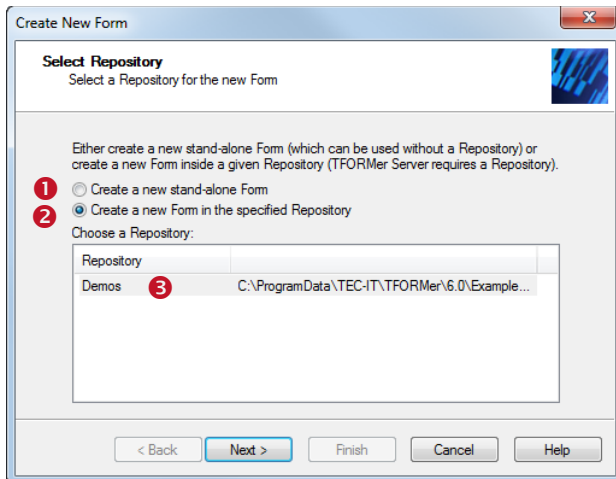 Create New Form
x
Select Repository
Select a Repository for the new Form
Either create a new stand-alone Form (which can be used without a Repository) or
create a new Form inside a given Repository (TFORMer Server requires a Repository).
1 Create a new stand-alone Form
2 Create a new Form in the specified Repository
Choose a Repository:
Repository
Demos 3 C:\ProgramData\TEC-IT\TFORMer\6.0\Example...
< Back Next > Finish Cancel Help